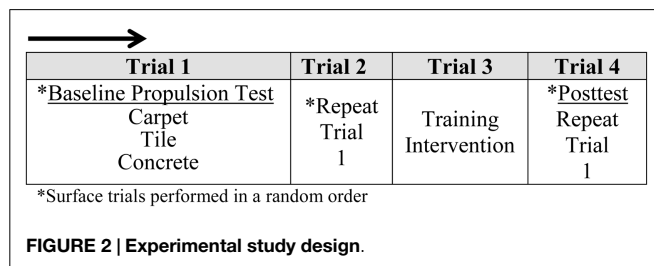 Trial 1 Trial 2 Trial 3 Trial 4
*Baseline Propulsion Test
Carpet
Tile
Concrete
*Repeat
Trial
1
Training
Intervention
*Posttest
Repeat
Trial
1
*Surface trials performed in a random order
FIGURE 2 | Experimental study design.